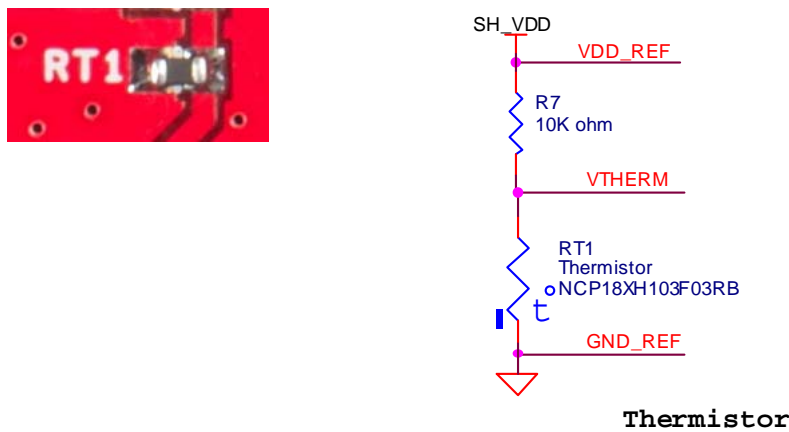 RT1
SH_VDD
VDD_REF
R7
10K ohm
VTHERM
RT1
Thermistor
NCP18XH103F03RB
t
GND_REF
Thermistor